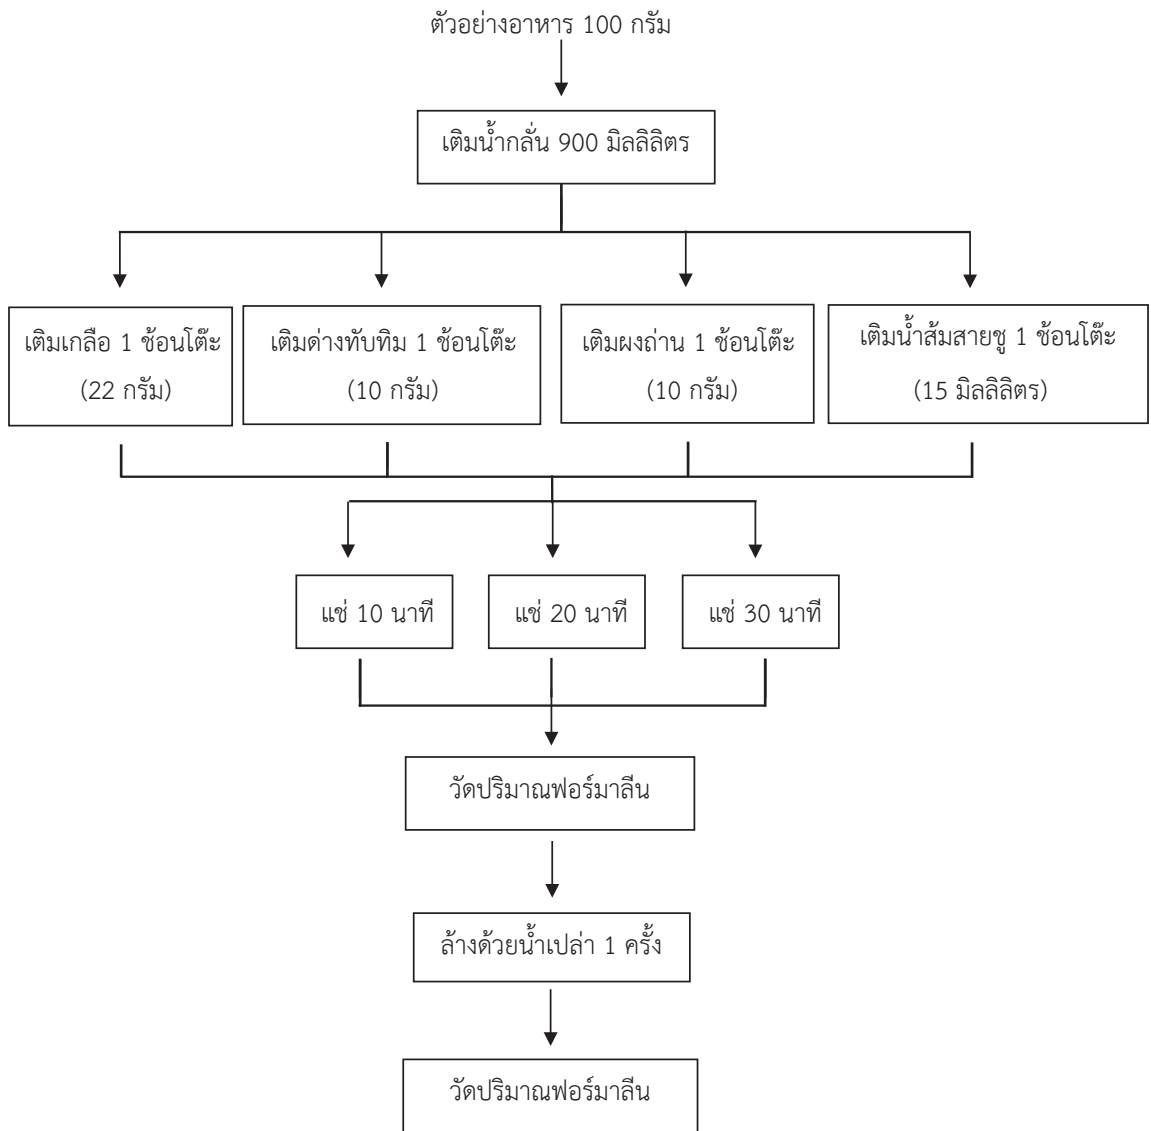 ตัวอย่างอาหาร 100 กรัม
เติมน้ำกลั่น 900 มิลลิลิตร
เติมเกลือ 1 ช้อนโต๊ะ
(22 กรัม)
เติมด่างทับทิม 1 ช้อนโต๊ะ
(10 กรัม)
เติมผงถ่าน 1 ช้อนโต๊ะ
(10 กรัม)
เติมน้ำส้มสายชู 1 ช้อนโต๊ะ
(15 มิลลิลิตร)
แช่ 10 นาที
แช่ 20 นาที
แช่ 30 นาที
วัดปริมาณฟอร์มาลีน
ล้างด้วยน้ำเปล่า 1 ครั้ง
วัดปริมาณฟอร์มาลีน